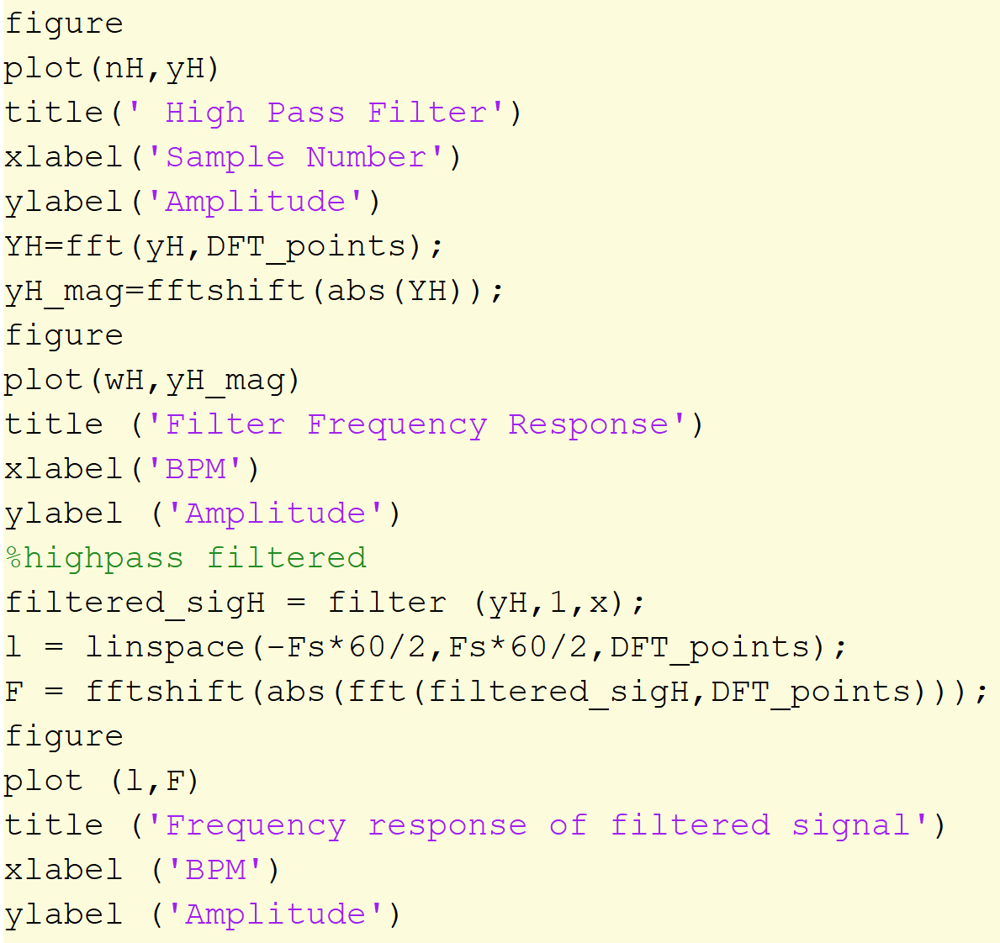 figure
plot(nH,yH)
title(' High Pass Filter')
xlabel('Sample Number')
ylabel('Amplitude')
YH=fft(yH,DFT_points);
yH_mag=fftshift(abs(YH));
figure
plot(wH,yH_mag)
title ('Filter Frequency Response')
xlabel('BPM')
ylabel ('Amplitude')
%highpass filtered
filtered_sigH = filter (yH,1,x);
l = linspace(-Fs*60/2,Fs*60/2,DFT_points);
F = fftshift(abs(fft(filtered_sigH,DFT_points)));
figure
plot (l,F)
title ('Frequency response of filtered signal')
xlabel ('BPM')
ylabel ('Amplitude')